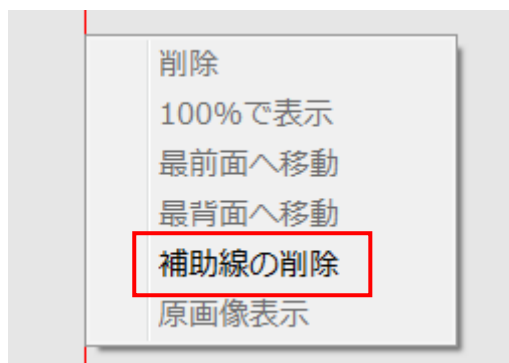 削除
100%で表示
最前面へ移動
最背面へ移動
補助線の削除
原画像表示